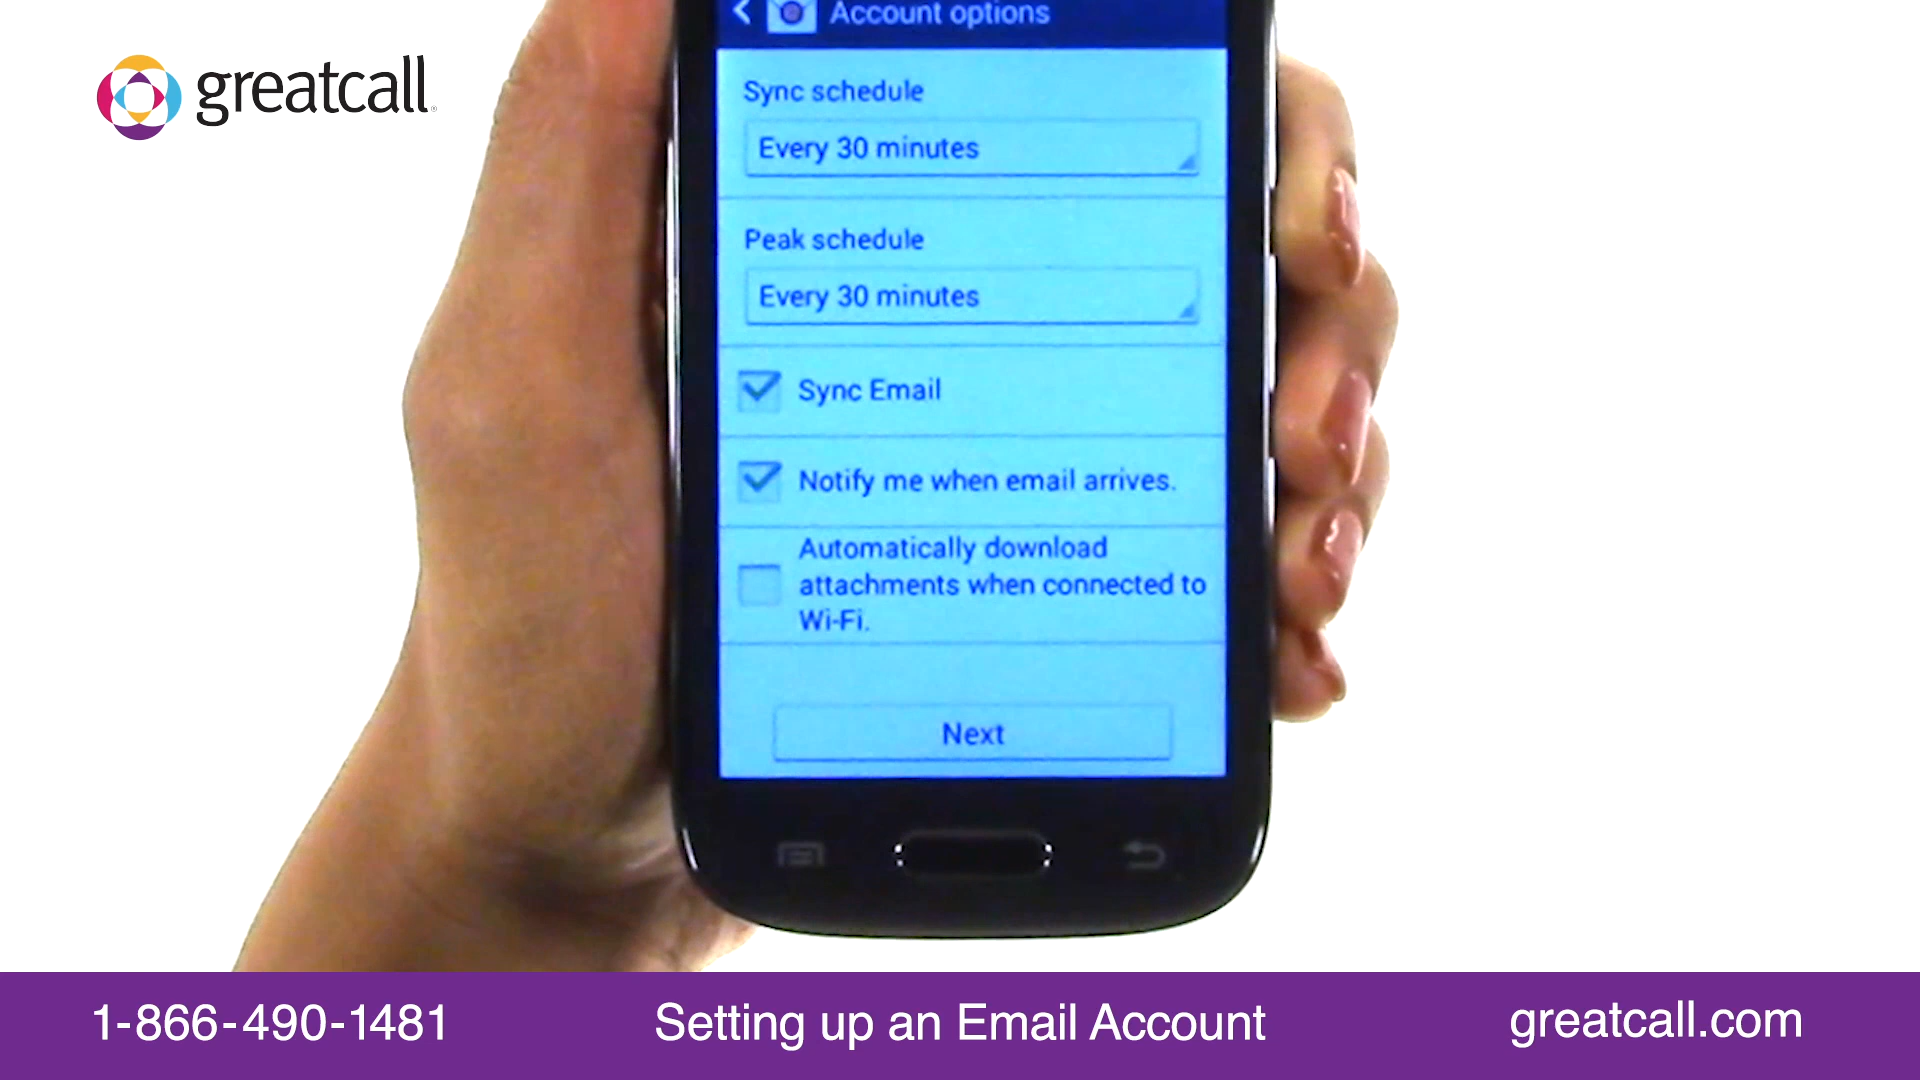 Account options
greatcall
Sync schedule
Every 30 minutes
Peak schedule
Every 30 minutes
Sync Email
Notify me when email arrives.
Automatically download
attachments when connected to
Wi-Fi.
Next
1-866-490-1481
Setting up an Email Account
greatcall.com